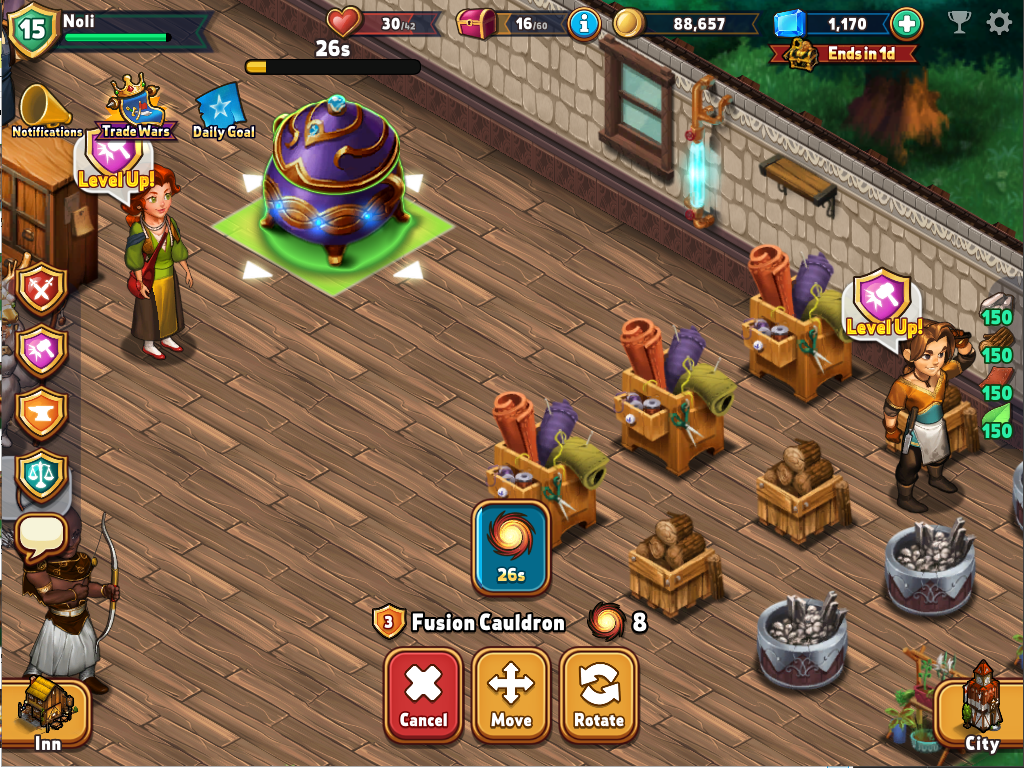 15
Noli
30/42
16/60
i
88,657
1,170
Ends in 1d
26s
Notifications
Trade Wars
Daily Goal
Level Up!
Level Up!
150
150
150
150
26s
3 Fusion Cauldron 8
Cancel
Move
Rotate
Inn
City